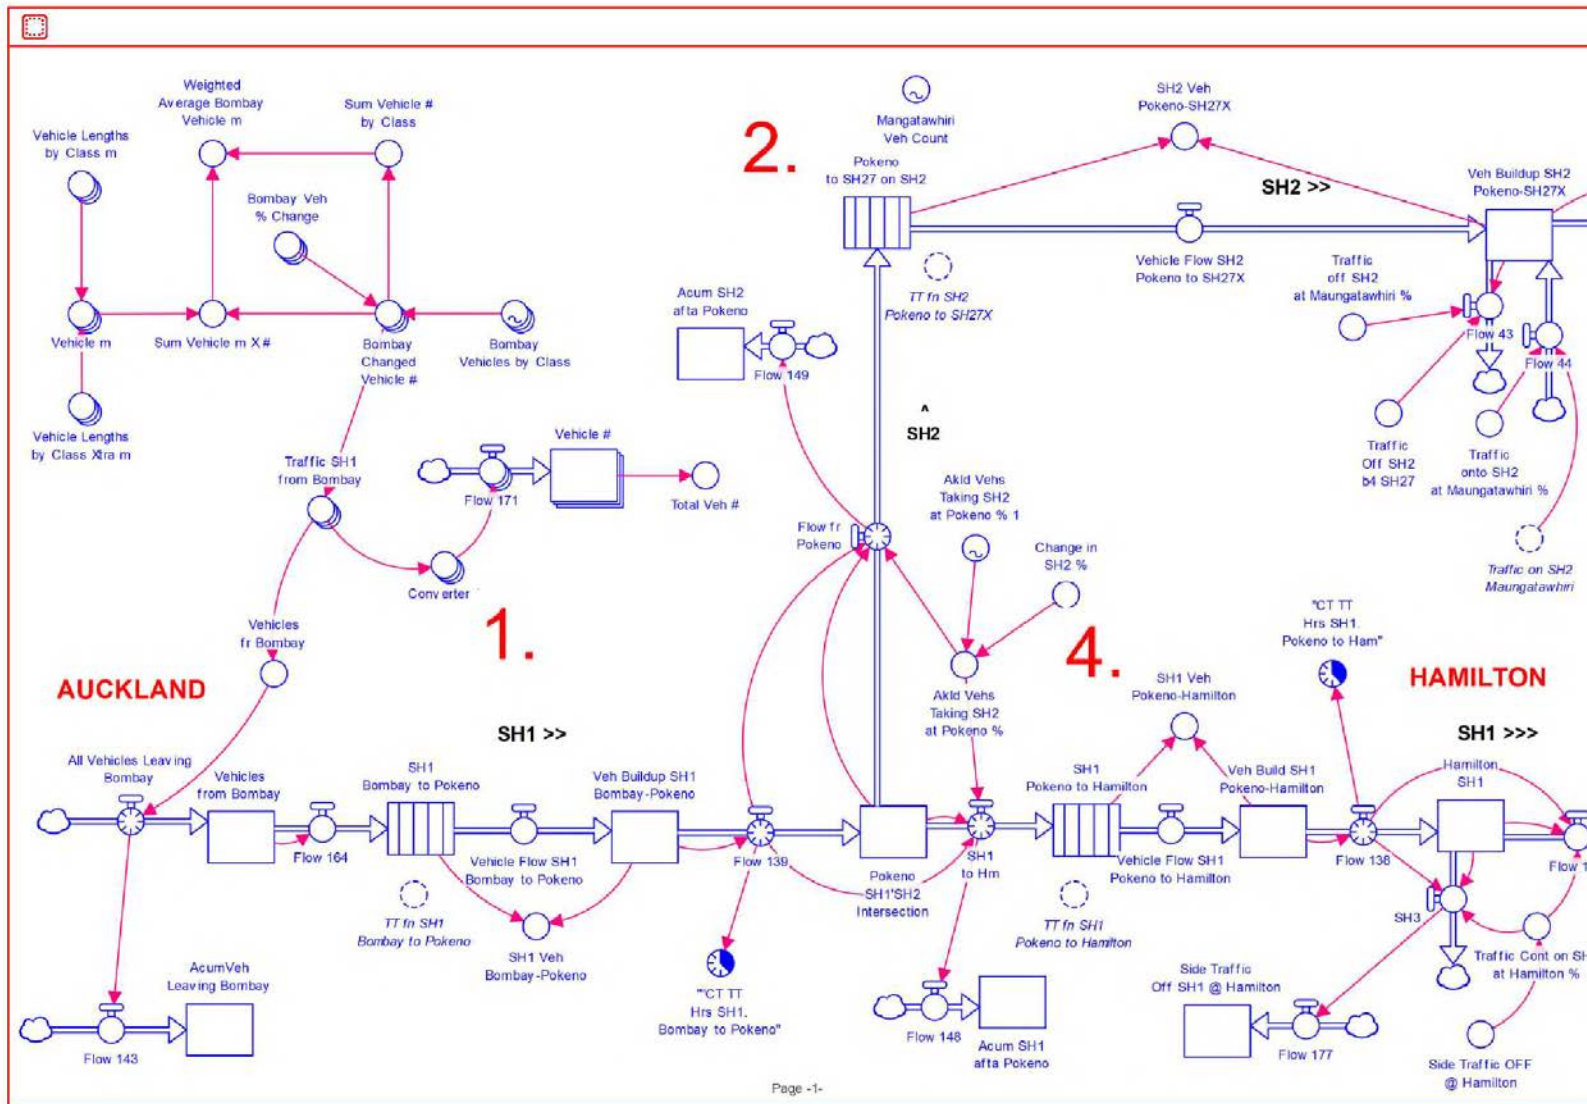 Weighted
Average Bombay
Vehicle m
Sum Vehicle #
by Class
Vehicle Lengths
by Class m
Bombay Veh
% Change
Vehicle m
Sum Vehicle m X #
Bombay
Changed
Vehicle #
Bombay
Vehicles by Class
Vehicle Lengths
by Class Xtra m
Traffic SH1
from Bombay
Flow 171
Vehicle #
Total Veh #
Converter
1.
Vehicles
fr Bombay
AUCKLAND
SH1 >>
All Vehicles Leaving
Bombay
Vehicles
from Bombay
Flow 164
SH1
Bombay to Pokeno
Vehicle Flow SH1
Bombay to Pokeno
Veh Buildup SH1
Bombay-Pokeno
Flow 139
TT fn SH1
Bombay to Pokeno
SH1 Veh
Bombay-Pokeno
""CT TT
Hrs SH1.
Bombay to Pokeno"
AcumVeh
Leaving Bombay
Flow 143
2.
Mangatawhiri
Veh Count
Pokeno
to SH27 on SH2
SH2 Veh
Pokeno-SH27X
SH2 >>
Veh Buildup SH2
Pokeno-SH27X
Vehicle Flow SH2
Pokeno to SH27X
TT fn SH2
Pokeno to SH27X
Acum SH2
afta Pokeno
Flow 149
Traffic
off SH2
at Maungatawhiri %
Flow 43
Flow 44
^
SH2
Traffic
Off SH2
b4 SH27
Traffic
onto SH2
at Maungatawhiri %
Traffic on SH2
Maungatawhiri
Flow fr
Pokeno
Akld Vehs
Taking SH2
at Pokeno % 1
Change in
SH2 %
Akld Vehs
Taking SH2
at Pokeno %
4.
"CT TT
Hrs SH1.
Pokeno to Ham"
HAMILTON
SH1 >>>
SH1 Veh
Pokeno-Hamilton
SH1
Pokeno to Hamilton
Veh Build SH1
Pokeno-Hamilton
Hamilton
SH1
Pokeno
SH1'SH2
Intersection
SH1
to Hm
Vehicle Flow SH1
Pokeno to Hamilton
Flow 138
Flow 1
TT fn SH1
Pokeno to Hamilton
SH3
Traffic Cont on SH
at Hamilton %
Side Traffic
Off SH1 @ Hamilton
Flow 148
Acum SH1
afta Pokeno
Flow 177
Side Traffic OFF
@ Hamilton
Page -1-